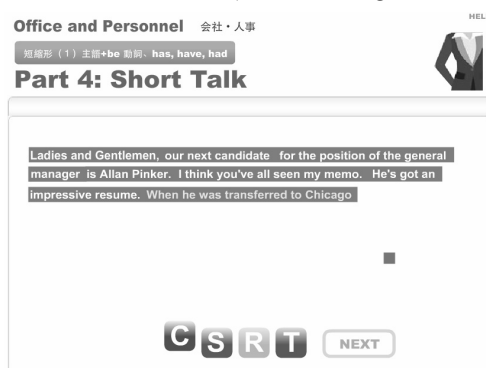 HEL
Office and Personnel 会社・人事
短縮形（1）主語+be 動詞、has, have, had
Part 4: Short Talk
Ladies and Gentlemen, our next candidate for the position of the general
manager is Allan Pinker. I think you've all seen my memo. He's got an
impressive resume. When he was transferred to Chicago
C S R T NEXT